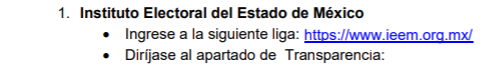 1. Instituto Electoral del Estado de México
• Ingrese a la siguiente liga: https://www.ieem.org.mx/
• Diríjase al apartado de Transparencia: